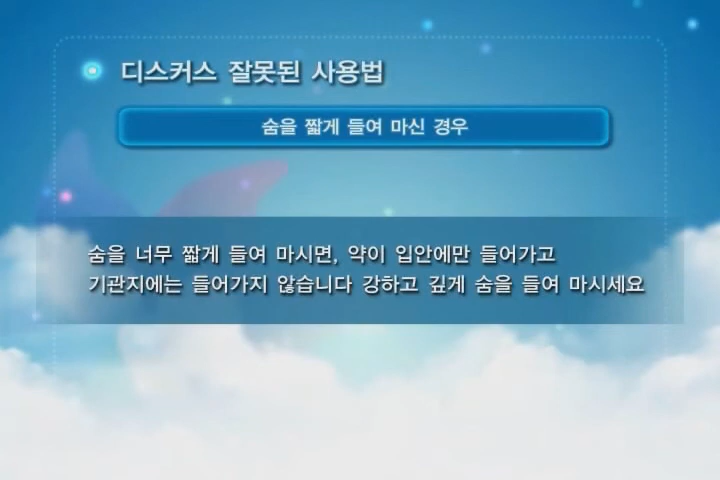 디스커스 잘못된 사용법
숨을 짧게 들여 마신 경우
숨을 너무 짧게 들여 마시면, 약이 입안에만 들어가고
기관지에는 들어가지 않습니다 강하고 깊게 숨을 들여 마시세요